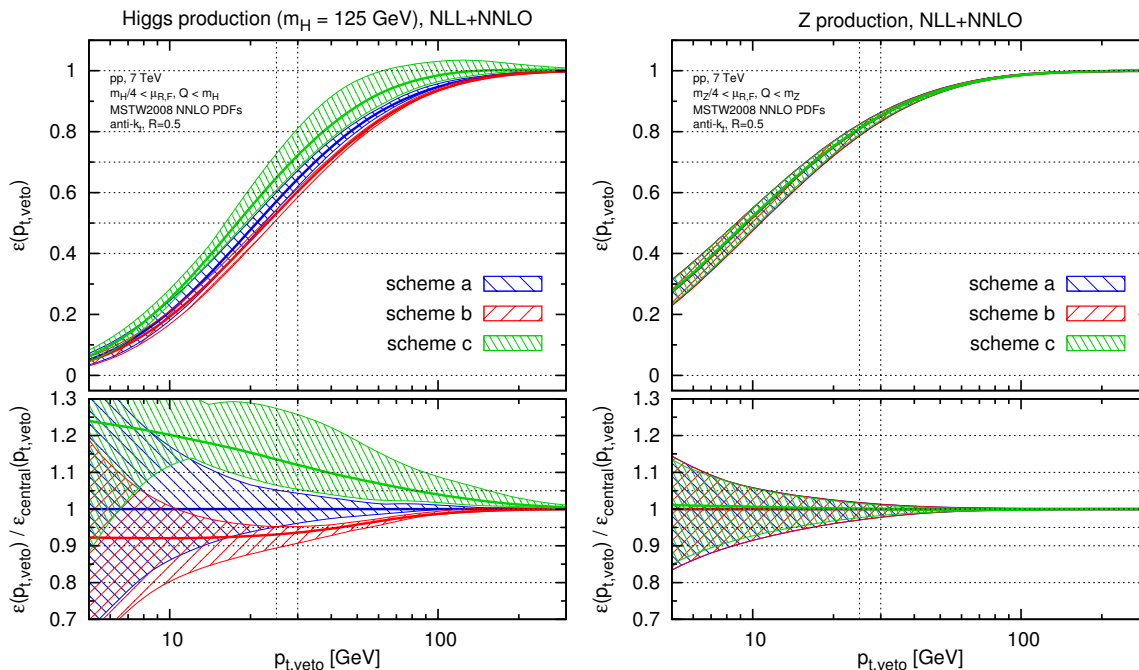 Higgs production (m_H = 125 GeV), NLL+NNLO
ε(p_t,veto)
1
0.8
0.6
0.4
0.2
0
pp, 7 TeV
m_H/4 < μ_R,F, Q < m_H
MSTW2008 NNLO PDFs
anti-k_t, R=0.5
scheme a
scheme b
scheme c
ε(p_t,veto) / ε_central(p_t,veto)
1.3
1.2
1.1
1
0.9
0.8
0.7
10
100
p_t,veto [GeV]
Z production, NLL+NNLO
ε(p_t,veto)
1
0.8
0.6
0.4
0.2
0
pp, 7 TeV
m_Z/4 < μ_R,F, Q < m_Z
MSTW2008 NNLO PDFs
anti-k_t, R=0.5
scheme a
scheme b
scheme c
ε(p_t,veto) / ε_central(p_t,veto)
1.3
1.2
1.1
1
0.9
0.8
0.7
10
100
p_t,veto [GeV]